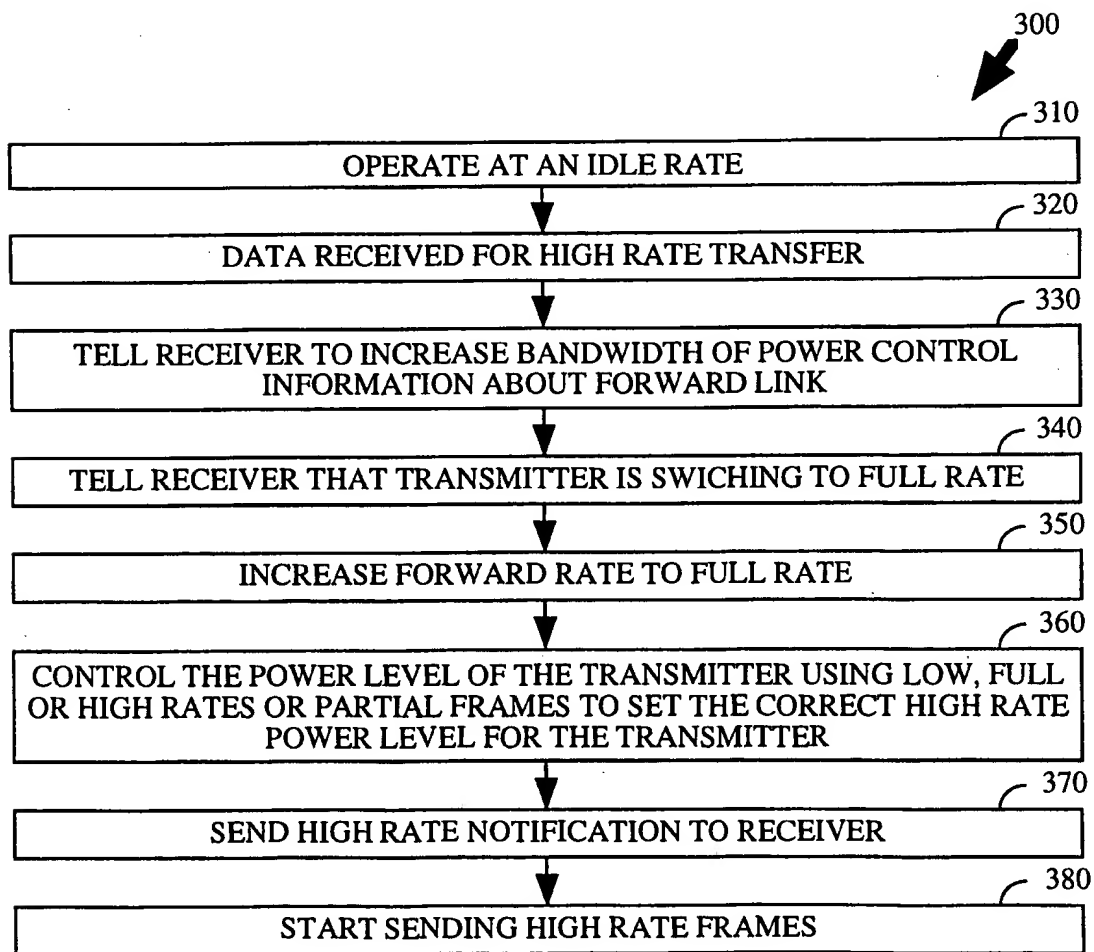 300
310
OPERATE AT AN IDLE RATE
320
DATA RECEIVED FOR HIGH RATE TRANSFER
330
TELL RECEIVER TO INCREASE BANDWIDTH OF POWER CONTROL
INFORMATION ABOUT FORWARD LINK
340
TELL RECEIVER THAT TRANSMITTER IS SWICHING TO FULL RATE
350
INCREASE FORWARD RATE TO FULL RATE
360
CONTROL THE POWER LEVEL OF THE TRANSMITTER USING LOW, FULL
OR HIGH RATES OR PARTIAL FRAMES TO SET THE CORRECT HIGH RATE
POWER LEVEL FOR THE TRANSMITTER
370
SEND HIGH RATE NOTIFICATION TO RECEIVER
380
START SENDING HIGH RATE FRAMES